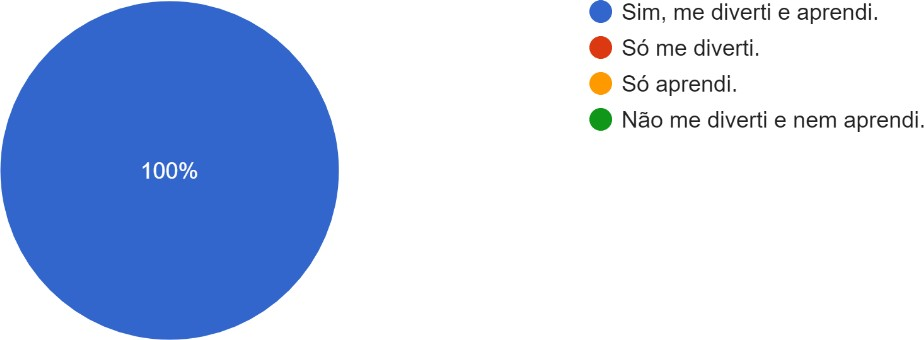 100%
Sim, me diverti e aprendi.
Só me diverti.
Só aprendi.
Não me diverti e nem aprendi.